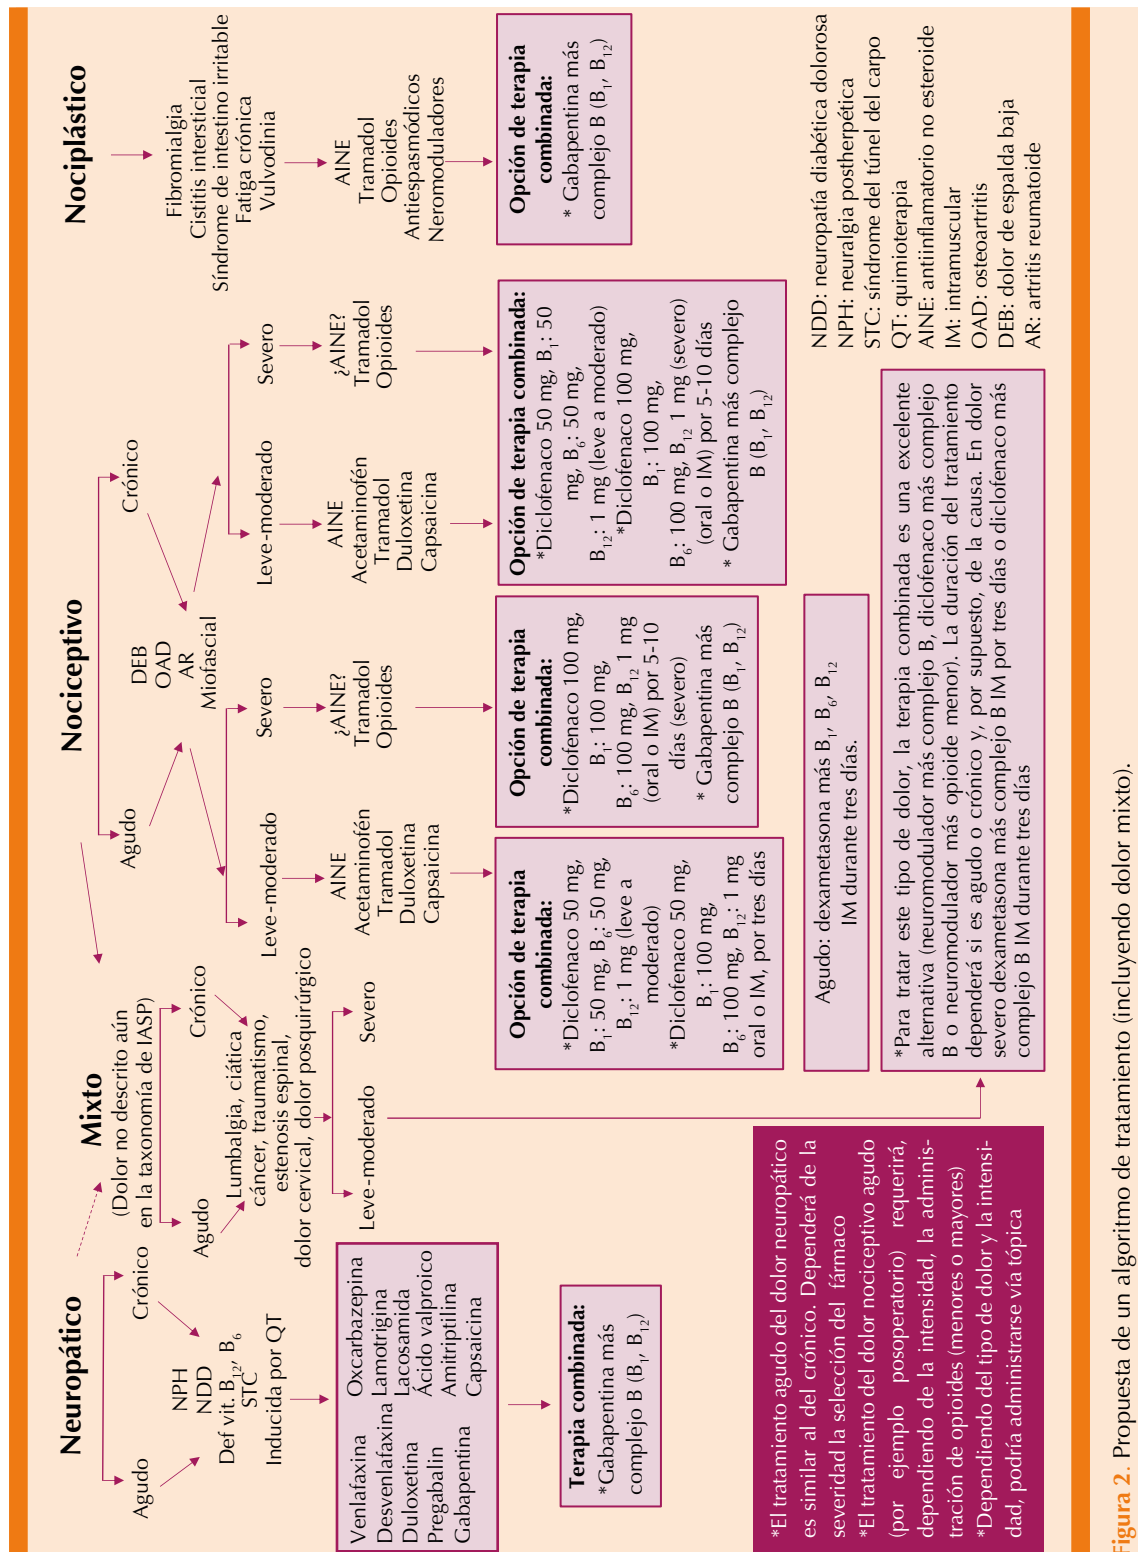 Neuropático
Agudo
Crónico
NPH
NDD
Def vit. B12, B6
STC
Inducida por QT
Venlafaxina
Desvenlafaxina
Duloxetina
Pregabalin
Gabapentina
Oxcarbazepina
Lamotrigina
Lacosamida
Ácido valproico
Amitriptilina
Capsaicina
Terapia combinada:
*Gabapentina más
complejo B (B1, B12)
Mixto
(Dolor no descrito aún
en la taxonomía de IASP)
Agudo
Crónico
Lumbalgia, ciática
cáncer, traumatismo,
estenosis espinal,
dolor cervical, dolor posquirúrgico
Leve-moderado
Severo
Nociceptivo
Agudo
Crónico
DEB
OAD
AR
Miofascial
Leve-moderado
Severo
AINE
Acetaminofén
Tramadol
Duloxetina
Capsaicina
¿AINE?
Tramadol
Opioides
Opción de terapia
combinada:
*Diclofenaco 50 mg,
B1: 50 mg, B6: 50 mg,
B12: 1 mg (leve a
moderado)
*Diclofenaco 50 mg,
B1: 100 mg,
B6: 100 mg, B12: 1 mg
oral o IM, por tres días
Opción de terapia
combinada:
*Diclofenaco 100 mg,
B1: 100 mg,
B6: 100 mg, B12 1 mg
(oral o IM) por 5-10
días (severo)
* Gabapentina más
complejo B (B1, B12)
Leve-moderado
Severo
AINE
Acetaminofén
Tramadol
Duloxetina
Capsaicina
¿AINE?
Tramadol
Opioides
Opción de terapia combinada:
*Diclofenaco 50 mg, B1: 50
mg, B6: 50 mg,
B12: 1 mg (leve a moderado)
*Diclofenaco 100 mg,
B1: 100 mg,
B6: 100 mg, B12 1 mg (severo)
(oral o IM) por 5-10 días
* Gabapentina más complejo
B (B1, B12)
Nociplástico
Fibromialgia
Cistitis intersticial
Síndrome de intestino irritable
Fatiga crónica
Vulvodinia
AINE
Tramadol
Opioides
Antiespasmódicos
Neromoduladores
Opción de terapia
combinada:
* Gabapentina más
complejo B (B1, B12)
*El tratamiento agudo del dolor neuropático
es similar al del crónico. Dependerá de la
severidad la selección del fármaco
*El tratamiento del dolor nociceptivo agudo
(por ejemplo posoperatorio) requerirá,
dependiendo de la intensidad, la adminis-
tración de opioides (menores o mayores)
*Dependiendo del tipo de dolor y la intensi-
dad, podría administrarse vía tópica
Agudo: dexametasona más B1, B6, B12
IM durante tres días.
*Para tratar este tipo de dolor, la terapia combinada es una excelente
alternativa (neuromodulador más complejo B, diclofenaco más complejo
B o neuromodulador más opioide menor). La duración del tratamiento
dependerá si es agudo o crónico y, por supuesto, de la causa. En dolor
severo dexametasona más complejo B IM por tres días o diclofenaco más
complejo B IM durante tres días
NDD: neuropatía diabética dolorosa
NPH: neuralgia postherpética
STC: síndrome del túnel del carpo
QT: quimioterapia
AINE: antiinflamatorio no esteroide
IM: intramuscular
OAD: osteoartritis
DEB: dolor de espalda baja
AR: artritis reumatoide
Figura 2. Propuesta de un algoritmo de tratamiento (incluyendo dolor mixto).